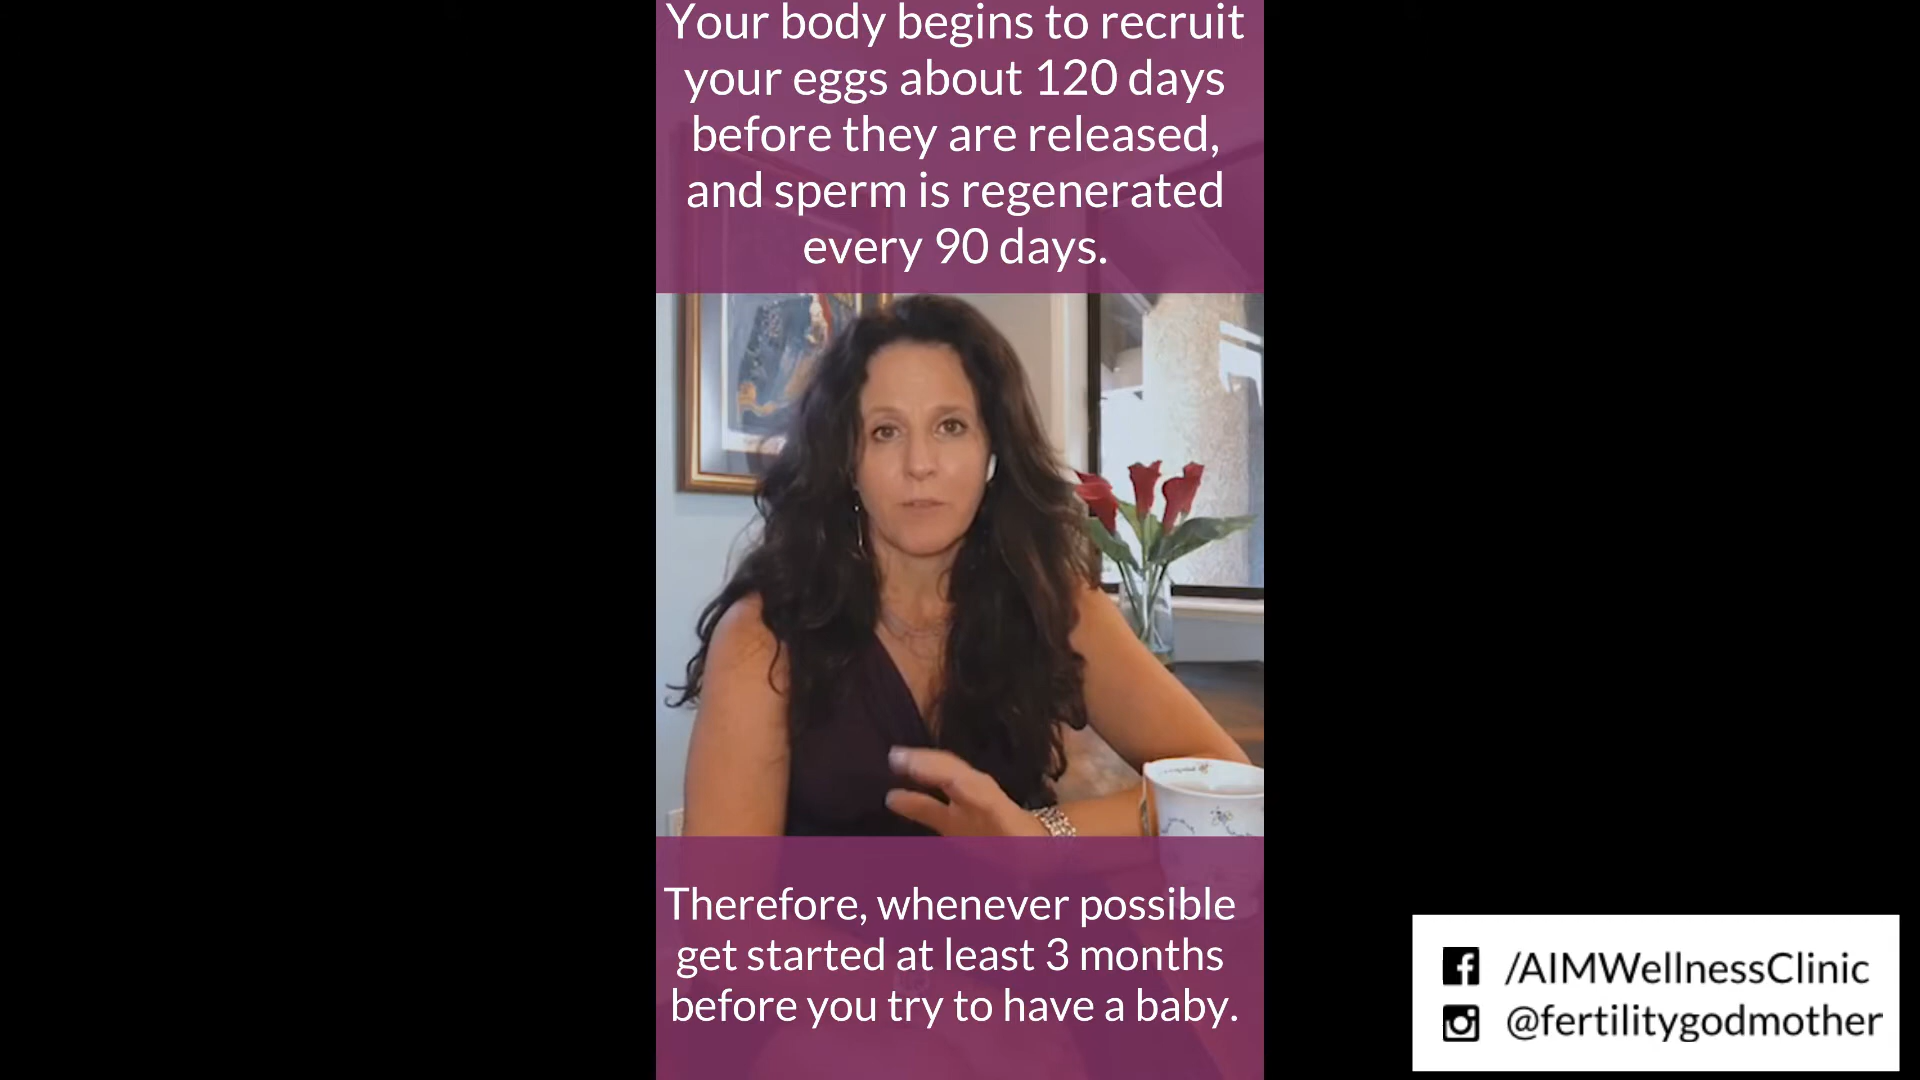 Your body begins to recruit
your eggs about 120 days
before they are released,
and sperm is regenerated
every 90 days.
Therefore, whenever possible
get started at least 3 months
before you try to have a baby.
/AIMWellnessClinic
@fertilitygodmother